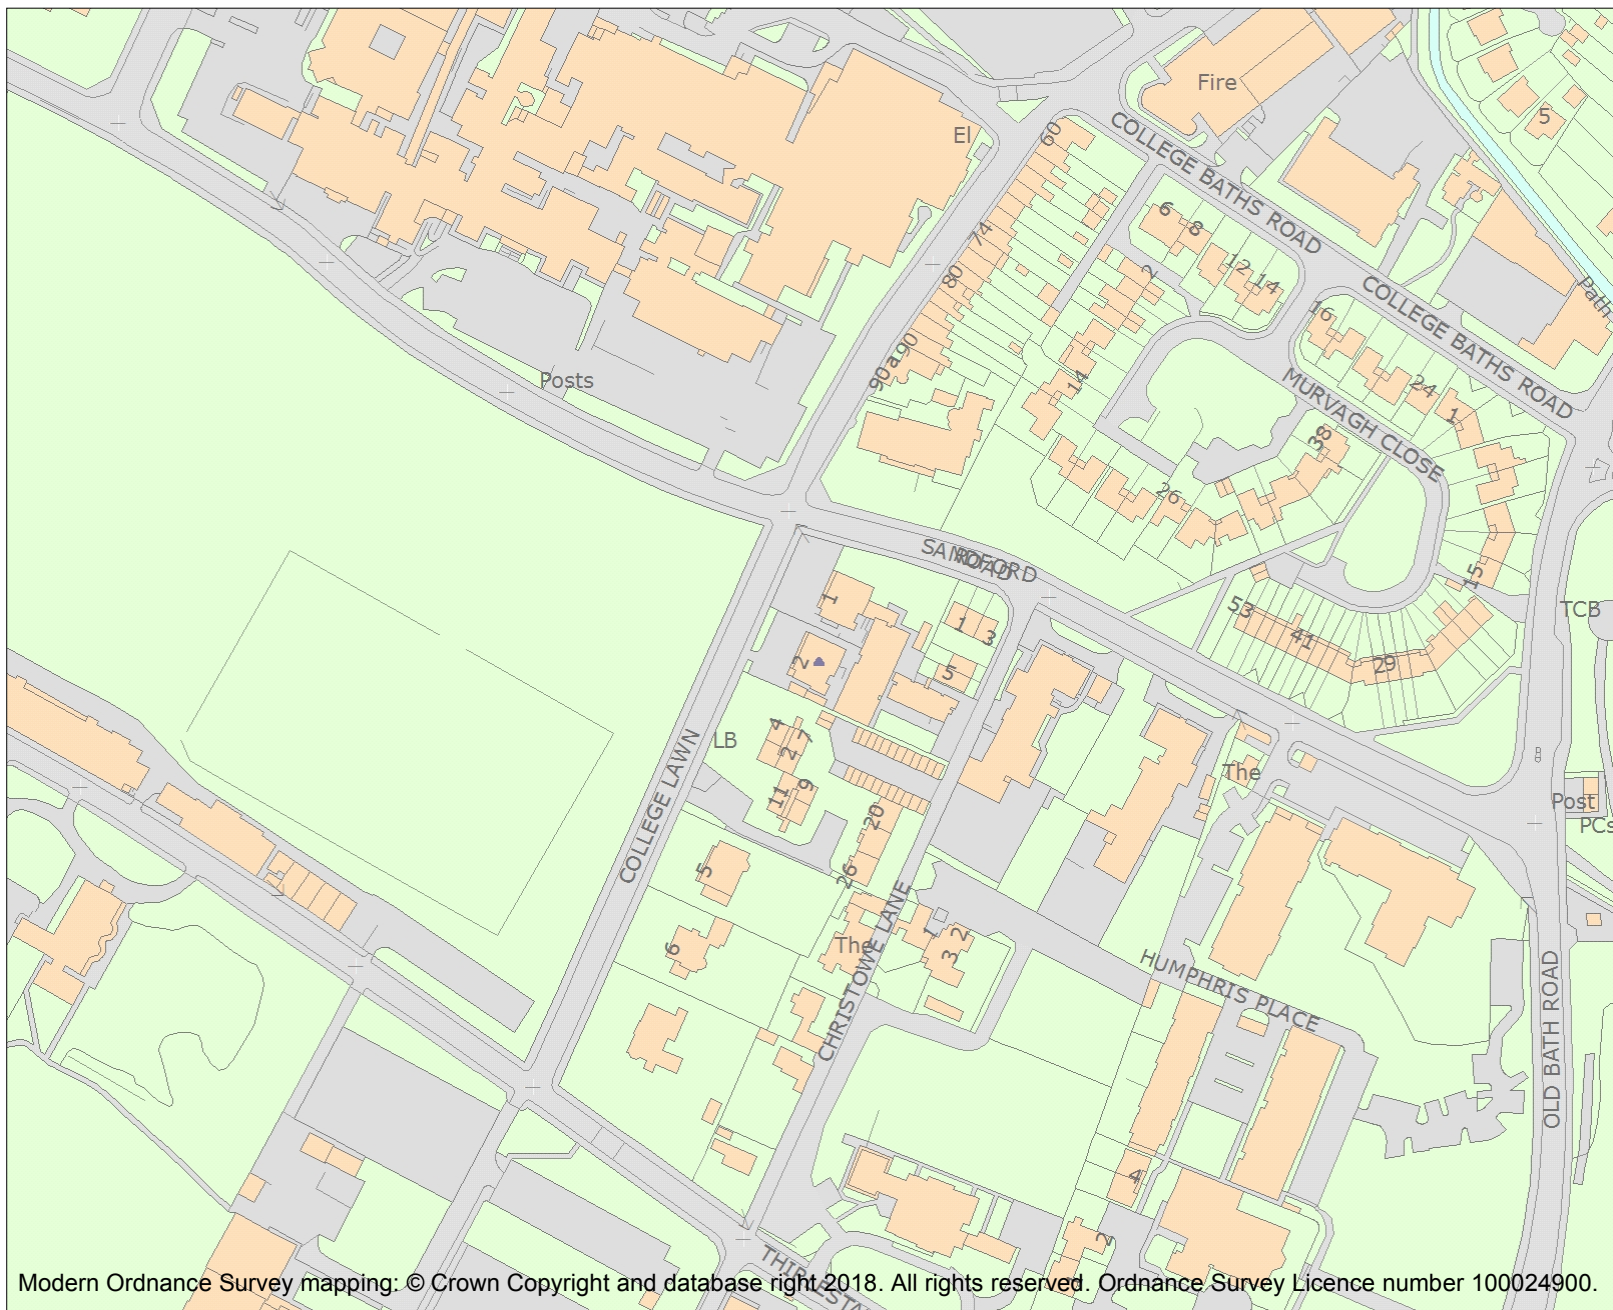 Fire
5
El
60
COLLEGE BATHS ROAD
6
8
74
12
14
2
80
COLLEGE BATHS ROAD
Path
16
90
90a
Posts
14
MURVAGH CLOSE
24
1
38
26
SANDFORD
ROAD
15
53
1
41
1
3
TCB
2
5
29
4
7
LB
2
The
9
11
Post
20
PCs
COLLEGE LAWN
5
26
CHRISTOWE LANE
The
1
2
3
6
HUMPHRIS PLACE
OLD BATH ROAD
4
2
Modern Ordnance Survey mapping: © Crown Copyright and database right 2018. All rights reserved. Ordnance Survey Licence number 100024900.